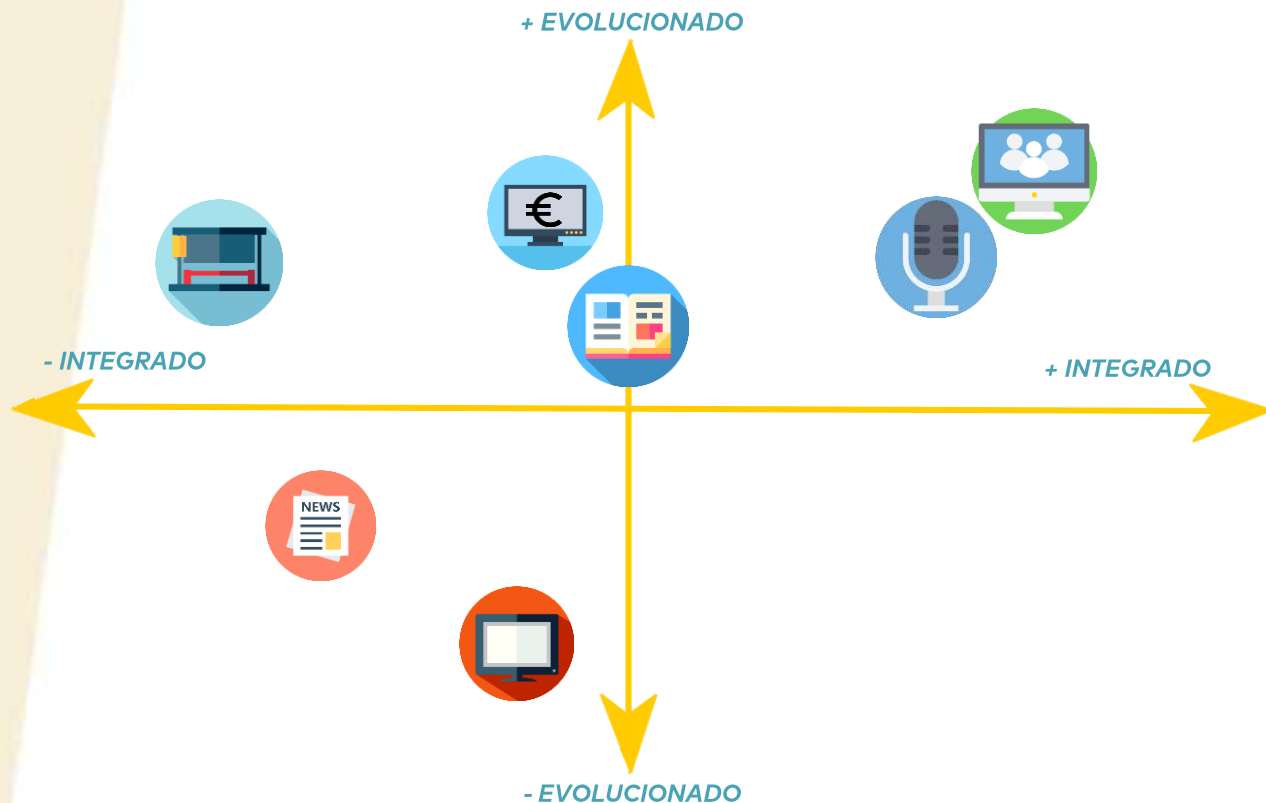 + EVOLUCIONADO
€
- INTEGRADO
+ INTEGRADO
NEWS
- EVOLUCIONADO